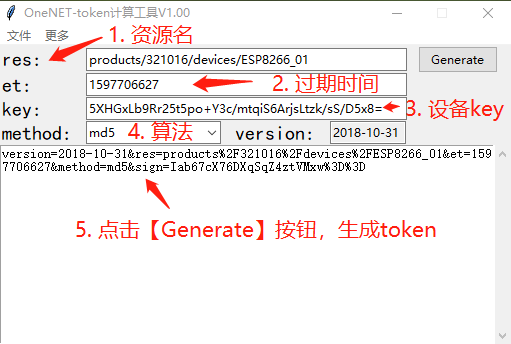 OneNET-token计算工具V1.00
文件 更多
1. 资源名
res: products/321016/devices/ESP8266_01 Generate
et: 1597706627 2. 过期时间
key: 5XHGxLb9Rr25t5po+Y3c/mtqiS6ArjsLtzk/sS/D5x8= 3. 设备key
method: md5 4. 算法 version: 2018-10-31
version=2018-10-31&res=products%2F321016%2Fdevices%2FESP8266_01&et=159
7706627&method=md5&sign=Iab67cX76DXqSqZ4ztVMxw%3D%3D
5. 点击【Generate】按钮，生成token